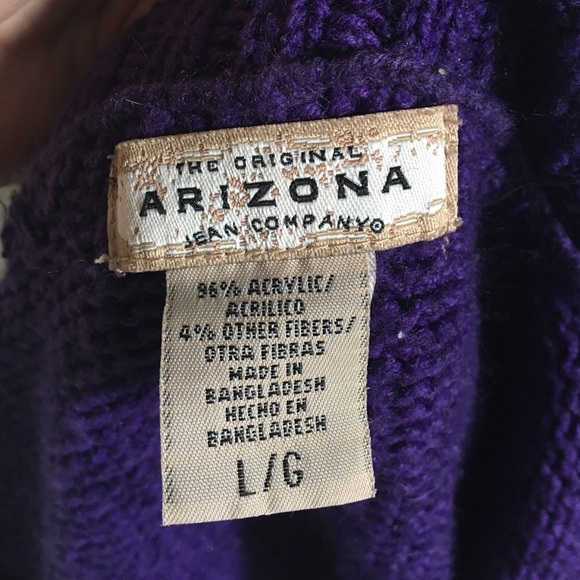 THE ORIGINAL
ARIZONA
JEAN COMPANY®
96% ACRYLIC/
ACRILICO
4% OTHER FIBERS/
OTRA FIBRAS
MADE IN
BANGLADESH
HECHO EN
BANGLADESH
L/G